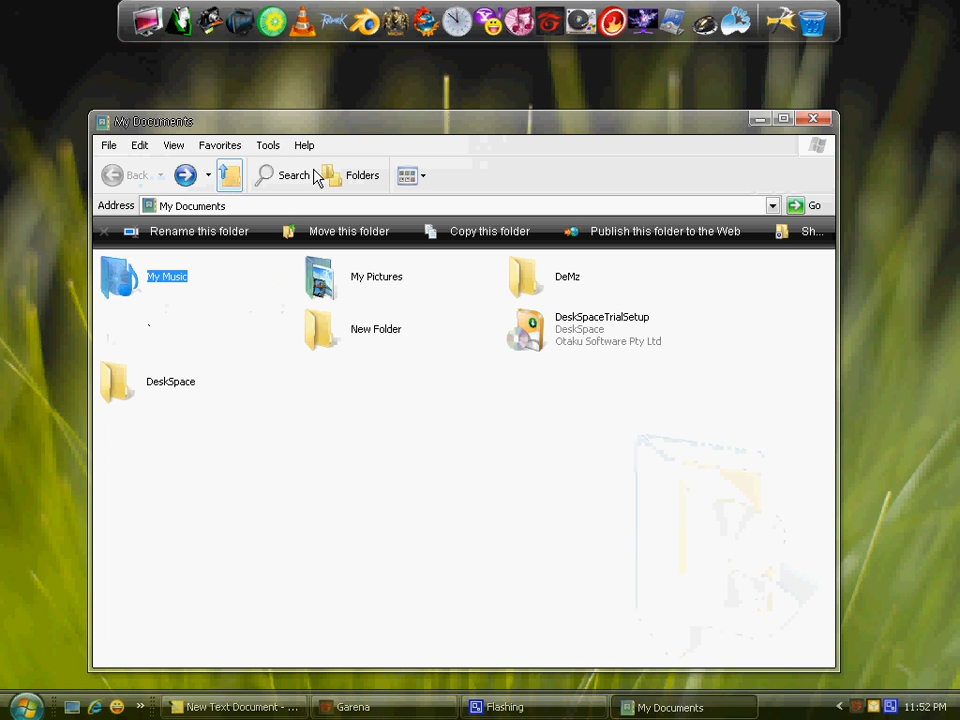 My Documents
File Edit View Favorites Tools Help
Back Search Folders
Address My Documents Go
Rename this folder Move this folder Copy this folder Publish this folder to the Web Sh...
My Music My Pictures DeMz
` New Folder DeskSpaceTrialSetup
DeskSpace
Otaku Software Pty Ltd
DeskSpace
New Text Document - ... Garena Flashing My Documents 11:52 PM